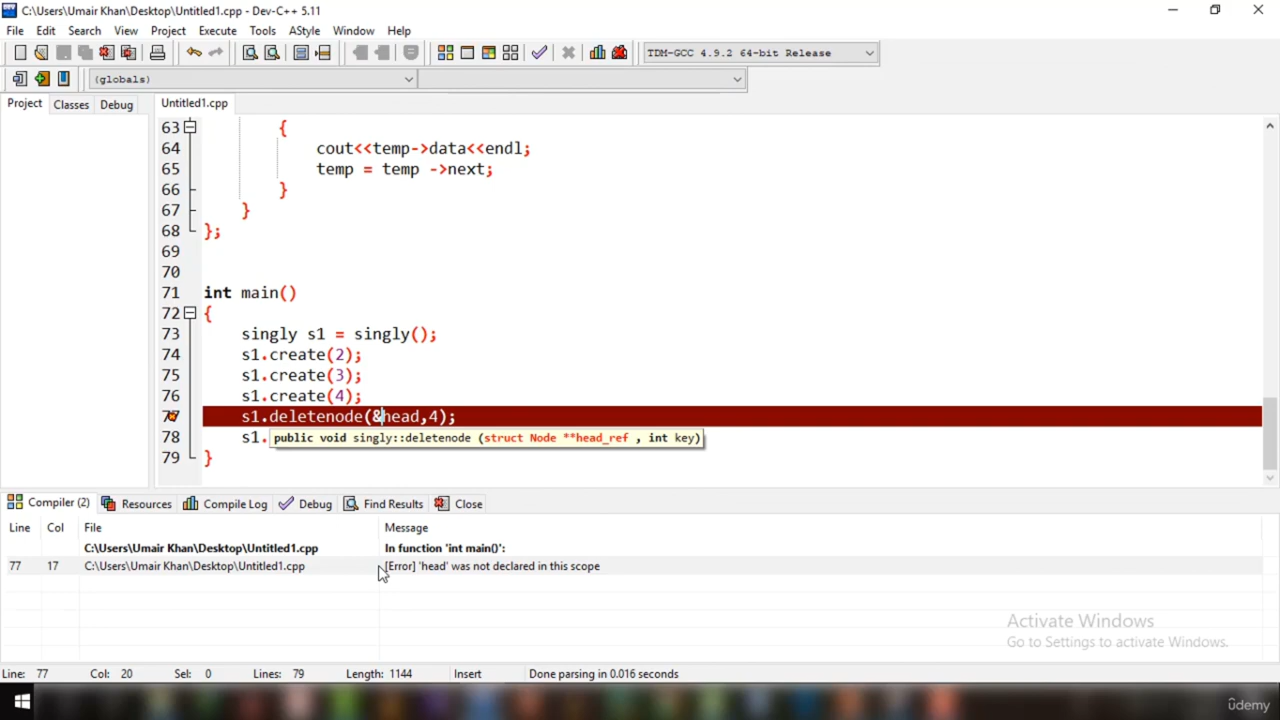 C:\Users\Umair Khan\Desktop\Untitled1.cpp - Dev-C++ 5.11
File Edit Search View Project Execute Tools AStyle Window Help
TDM-GCC 4.9.2 64-bit Release
(globals)
Project Classes Debug Untitled1.cpp
63 {
64 cout<<temp->data<<endl;
65 temp = temp ->next;
66 }
67 }
68 };
69
70
71 int main()
72 {
73 singly s1 = singly();
74 s1.create(2);
75 s1.create(3);
76 s1.create(4);
77 s1.deletenode(&head,4);
78 s1. public void singly::deletenode (struct Node **head_ref , int key)
79 }
Compiler (2) Resources Compile Log Debug Find Results Close
Line Col File Message
C:\Users\Umair Khan\Desktop\Untitled1.cpp In function 'int main()':
77 17 C:\Users\Umair Khan\Desktop\Untitled1.cpp [Error] 'head' was not declared in this scope
Activate Windows
Go to Settings to activate Windows.
Line: 77 Col: 20 Sel: 0 Lines: 79 Length: 1144 Insert Done parsing in 0.016 seconds
ûdemy